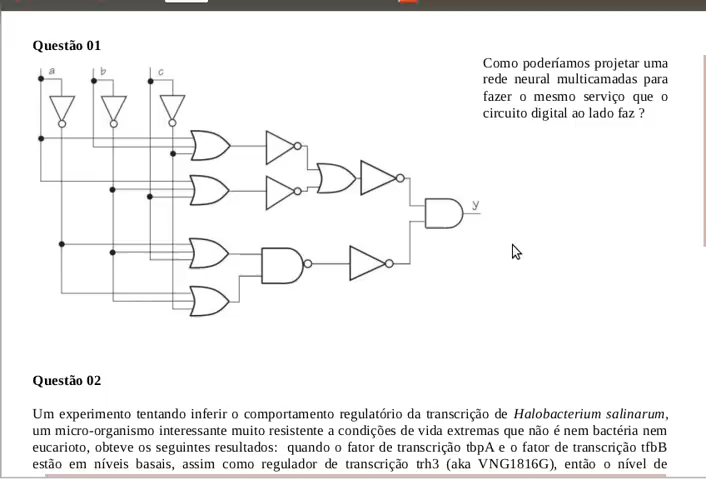 Questão 01
a b c
Como poderíamos projetar uma
rede neural multicamadas para
fazer o mesmo serviço que o
circuito digital ao lado faz ?
y
Questão 02
Um experimento tentando inferir o comportamento regulatório da transcrição de Halobacterium salinarum,
um micro-organismo interessante muito resistente a condições de vida extremas que não é nem bactéria nem
eucarioto, obteve os seguintes resultados: quando o fator de transcrição tbpA e o fator de transcrição tfbB
estão em níveis basais, assim como regulador de transcrição trh3 (aka VNG1816G), então o nível de